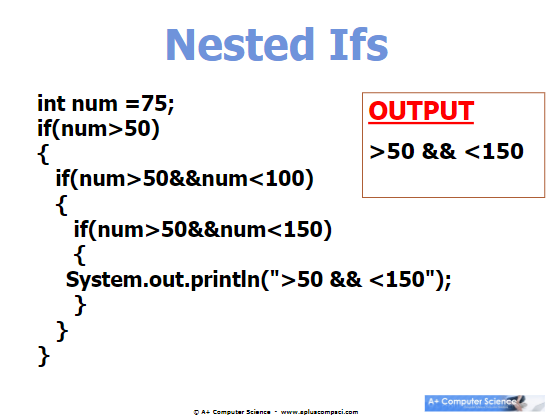 Nested Ifs
int num =75;
if(num>50)
{
if(num>50&&num<100)
{
if(num>50&&num<150)
{
System.out.println(">50 && <150");
}
}
}
OUTPUT
>50 && <150
© A+ Computer Science - www.apluscompsci.com
A+ Computer Science